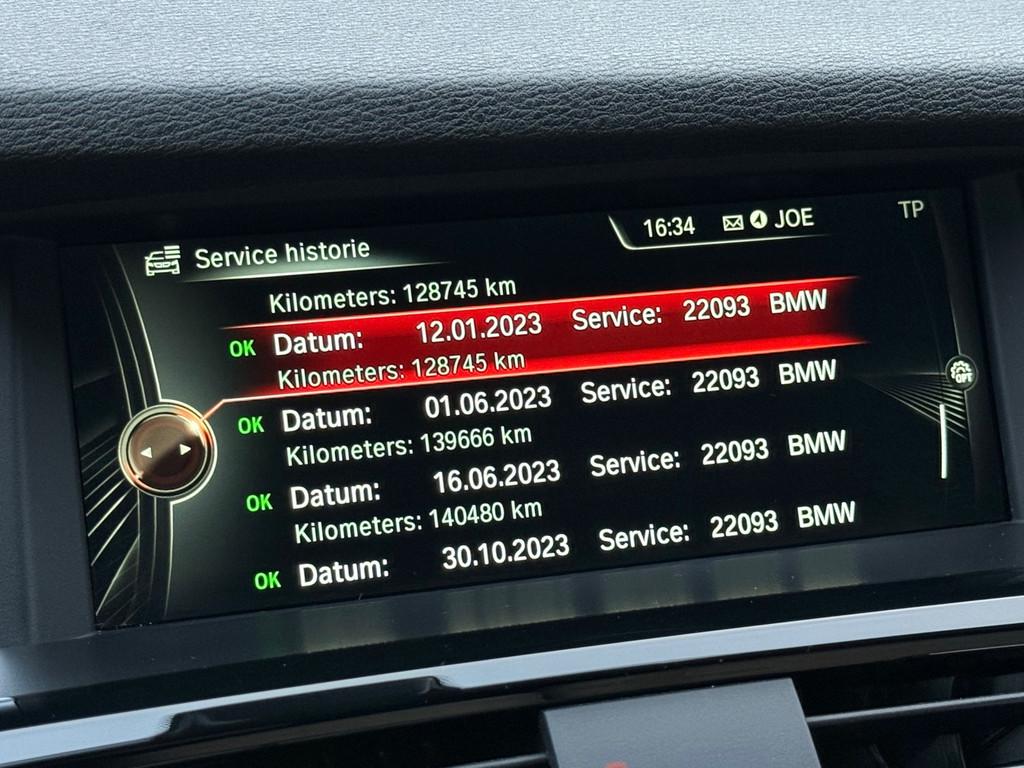 Service historie
16:34 JOE TP
Kilometers: 128745 km
OK Datum: 12.01.2023 Service: 22093 BMW
Kilometers: 128745 km
OK Datum: 01.06.2023 Service: 22093 BMW
Kilometers: 139666 km
OK Datum: 16.06.2023 Service: 22093 BMW
Kilometers: 140480 km
OK Datum: 30.10.2023 Service: 22093 BMW
OFF